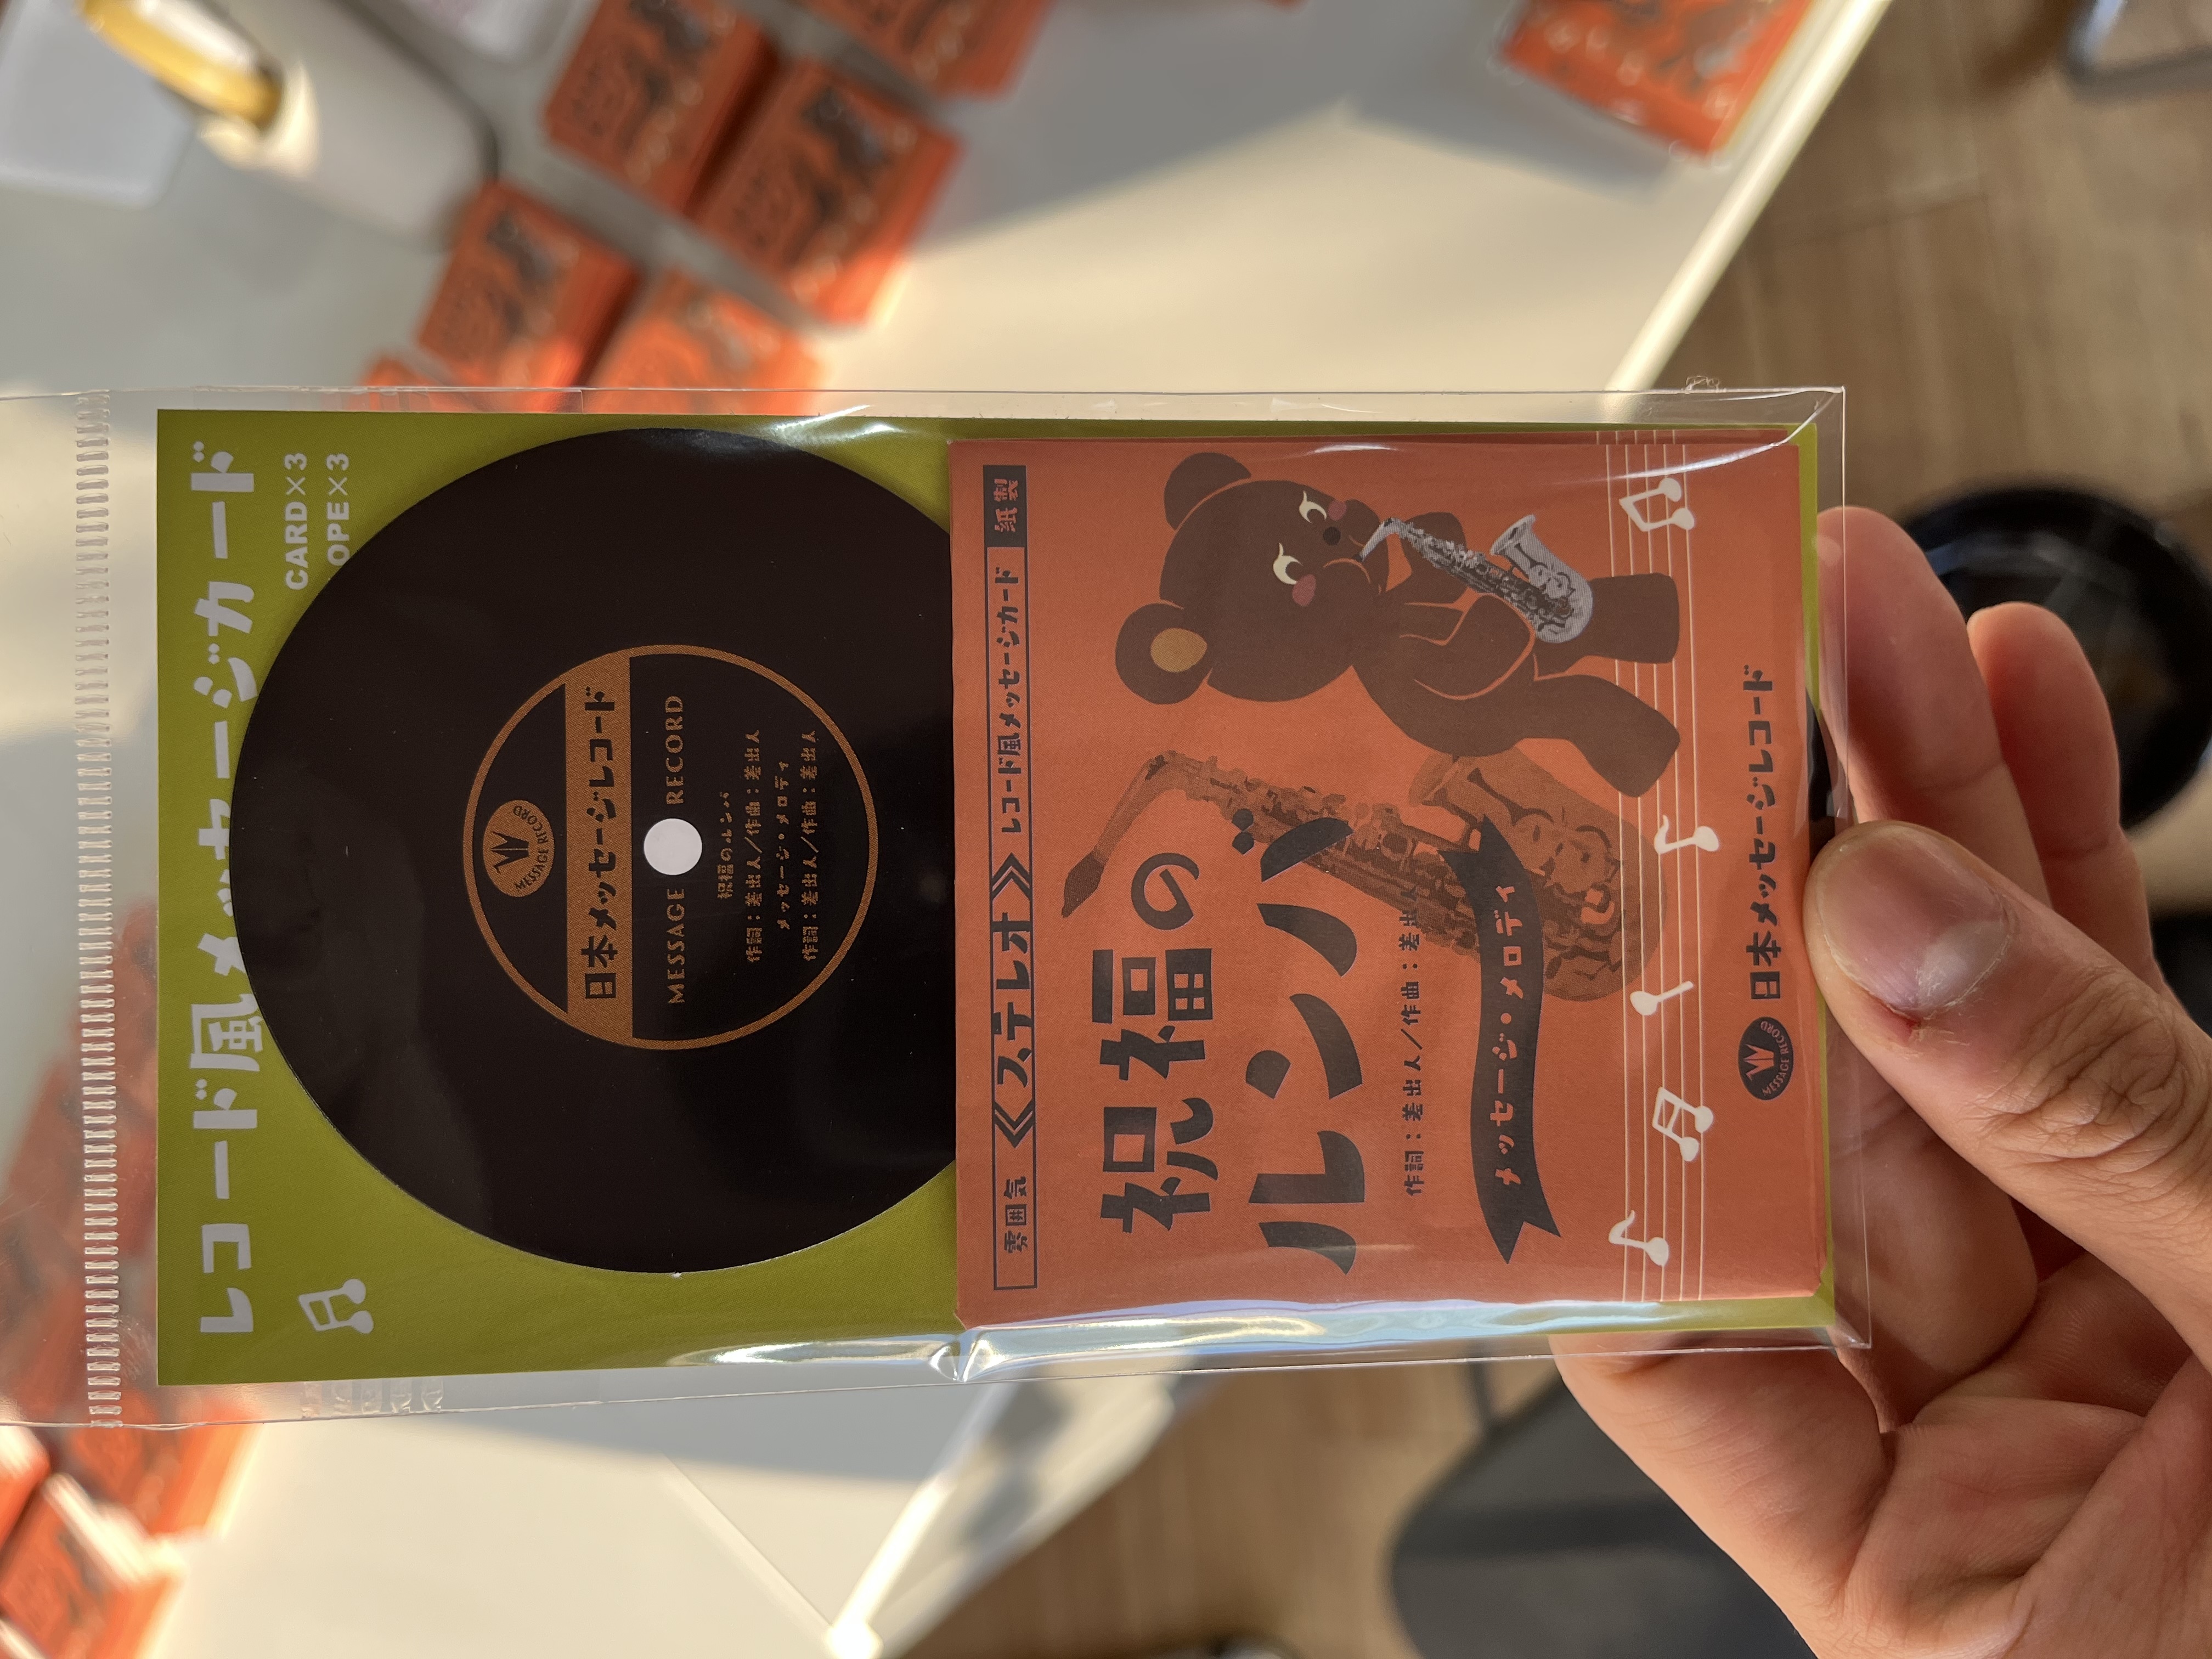 レコード風メッセージカード
CARD×3
OPE×3
MESSAGE RECORD
日本メッセージレコード
MESSAGE RECORD
祝福のルンバ
作詞：差出人／作曲：差出人
メッセージ・メロディ
作詞：差出人／作曲：差出人
雰囲気 《ステレオ》 レコード風メッセージカード 紙製
祝福の
ルンバ
作詞：差出人／作曲：差出人
メッセージ・メロディ
MESSAGE RECORD 日本メッセージレコード